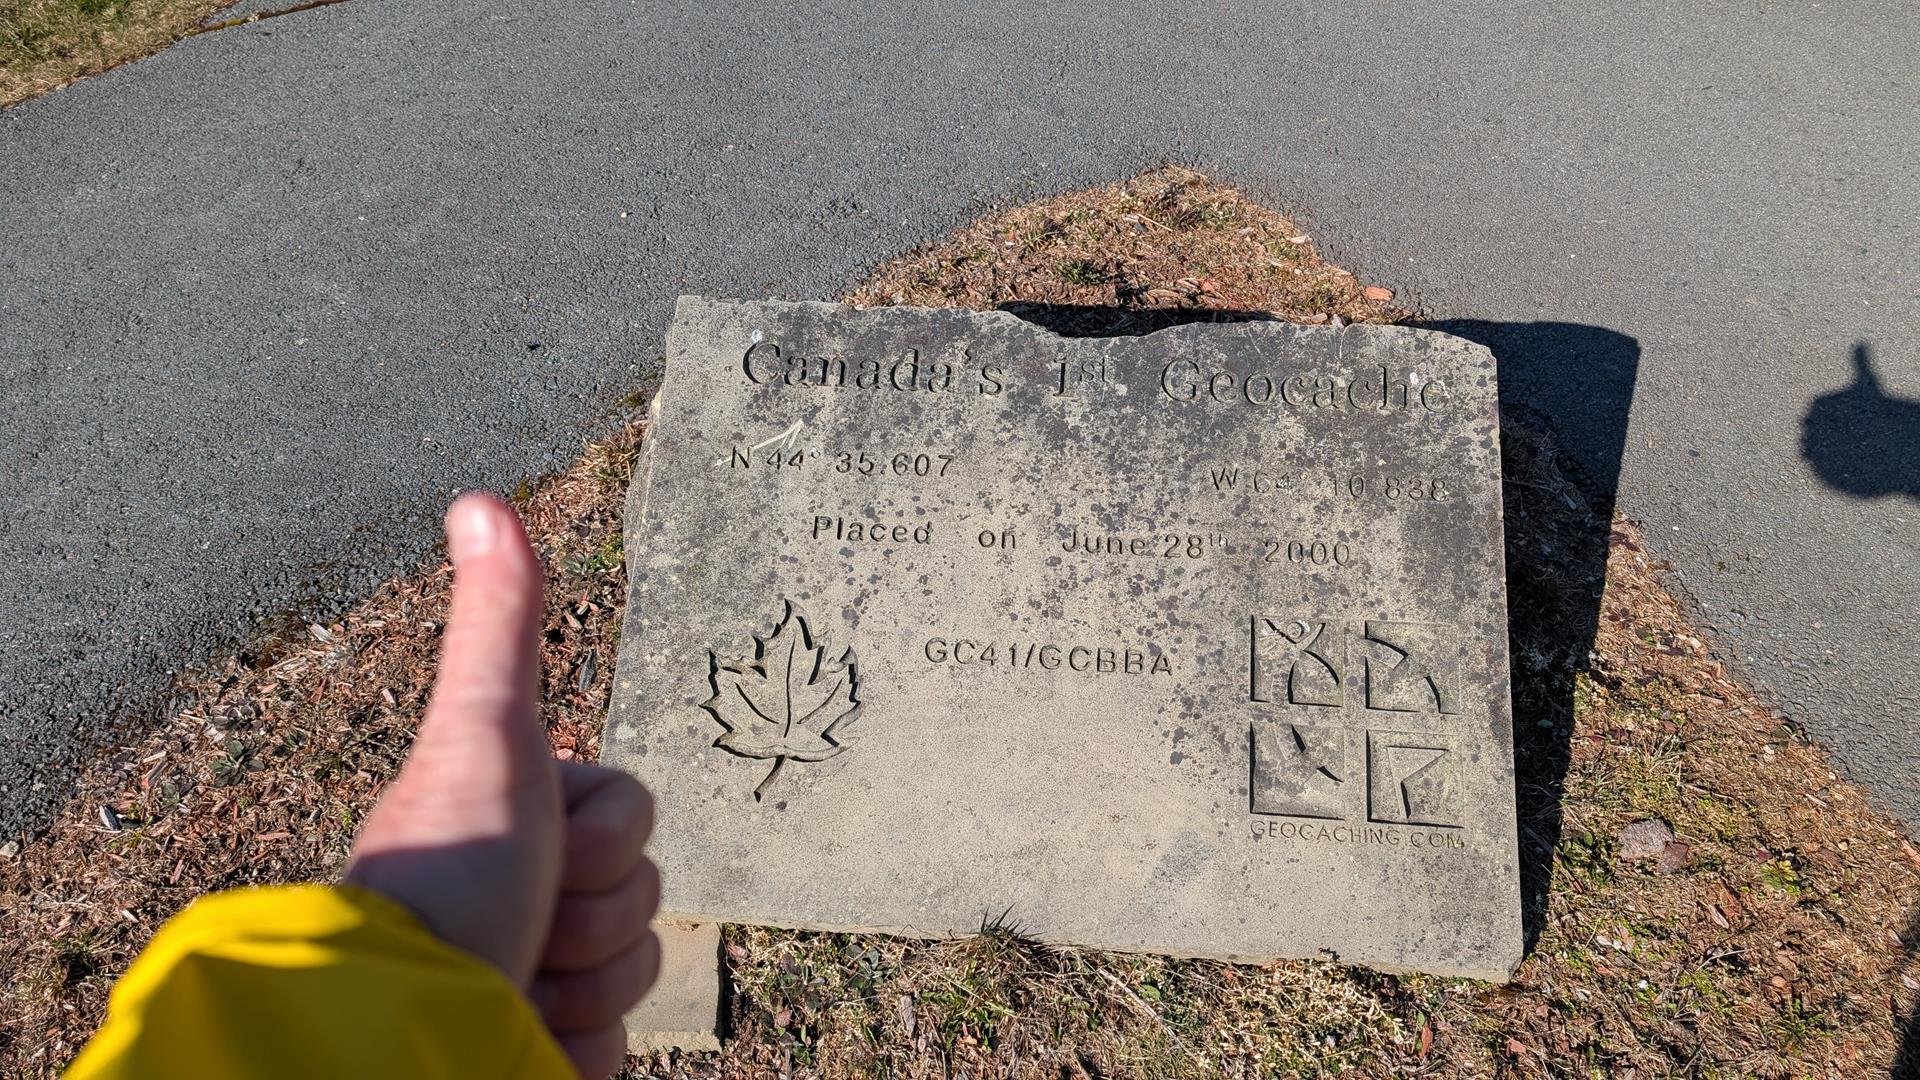 Canada's 1st Geocache
N 44° 35.607 W 64° 10 838
Placed on June 28th 2000
GC41/GCBBA
GEOCACHING.COM